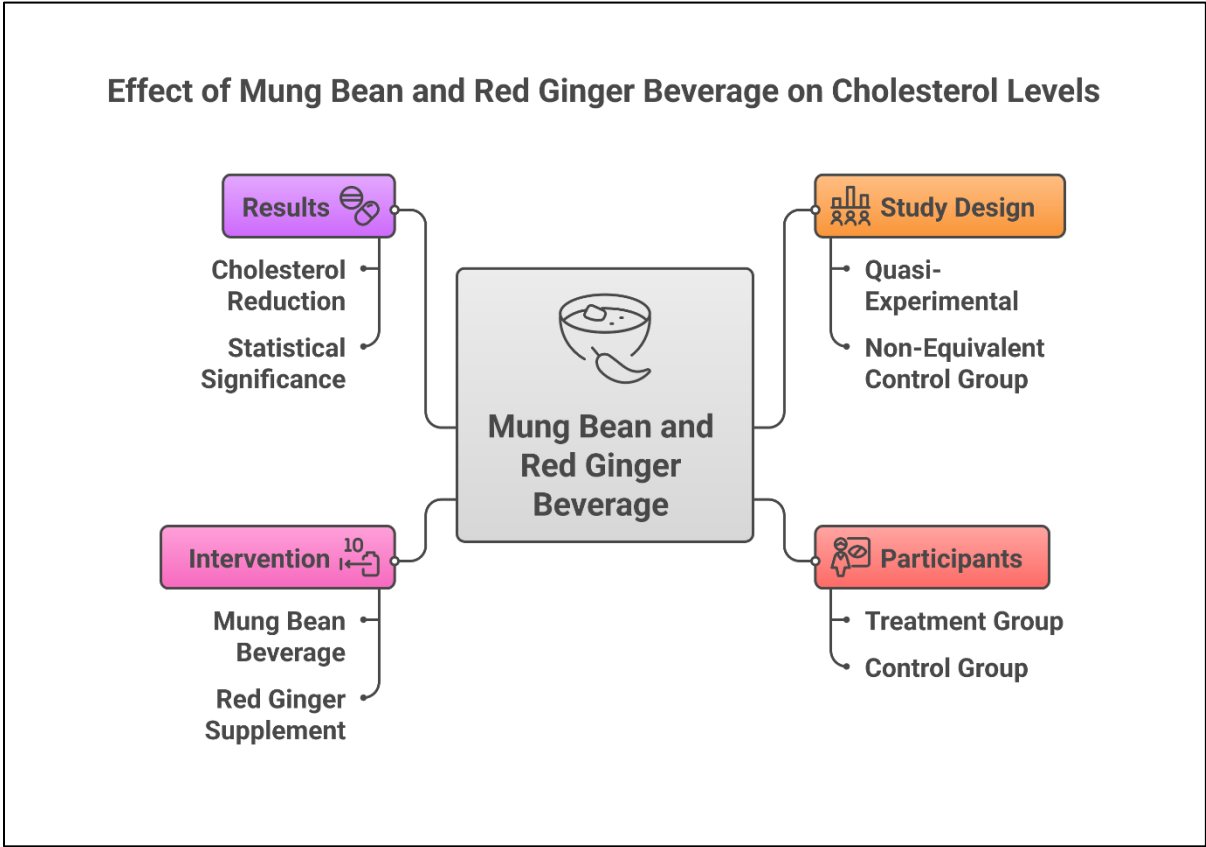 Effect of Mung Bean and Red Ginger Beverage on Cholesterol Levels
Results
Cholesterol
Reduction
Statistical
Significance
Study Design
Quasi-
Experimental
Non-Equivalent
Control Group
Mung Bean and
Red Ginger
Beverage
Intervention
10
Mung Bean
Beverage
Red Ginger
Supplement
Participants
Treatment Group
Control Group